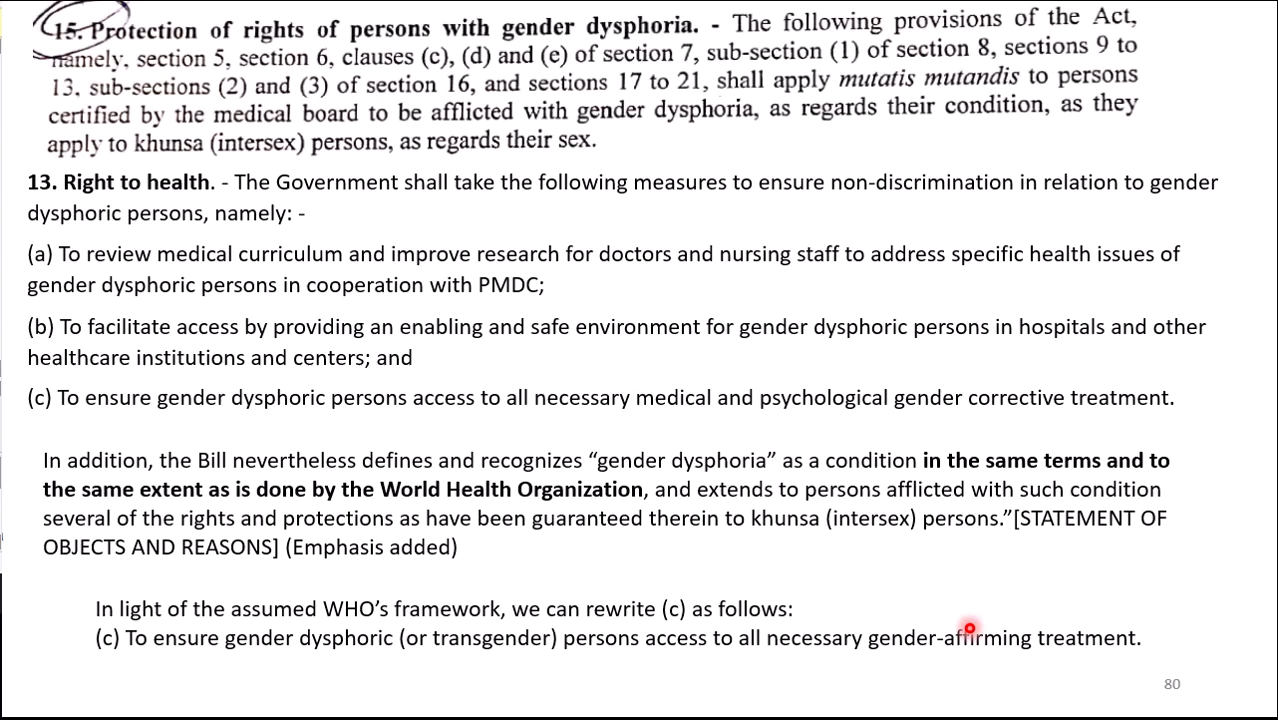 15. Protection of rights of persons with gender dysphoria. - The following provisions of the Act,
namely, section 5, section 6, clauses (c), (d) and (e) of section 7, sub-section (1) of section 8, sections 9 to
13, sub-sections (2) and (3) of section 16, and sections 17 to 21, shall apply mutatis mutandis to persons
certified by the medical board to be afflicted with gender dysphoria, as regards their condition, as they
apply to khunsa (intersex) persons, as regards their sex.
13. Right to health. - The Government shall take the following measures to ensure non-discrimination in relation to gender
dysphoric persons, namely: -
(a) To review medical curriculum and improve research for doctors and nursing staff to address specific health issues of
gender dysphoric persons in cooperation with PMDC;
(b) To facilitate access by providing an enabling and safe environment for gender dysphoric persons in hospitals and other
healthcare institutions and centers; and
(c) To ensure gender dysphoric persons access to all necessary medical and psychological gender corrective treatment.
In addition, the Bill nevertheless defines and recognizes “gender dysphoria” as a condition in the same terms and to
the same extent as is done by the World Health Organization, and extends to persons afflicted with such condition
several of the rights and protections as have been guaranteed therein to khunsa (intersex) persons.”[STATEMENT OF
OBJECTS AND REASONS] (Emphasis added)
In light of the assumed WHO’s framework, we can rewrite (c) as follows:
(c) To ensure gender dysphoric (or transgender) persons access to all necessary gender-affirming treatment.
80